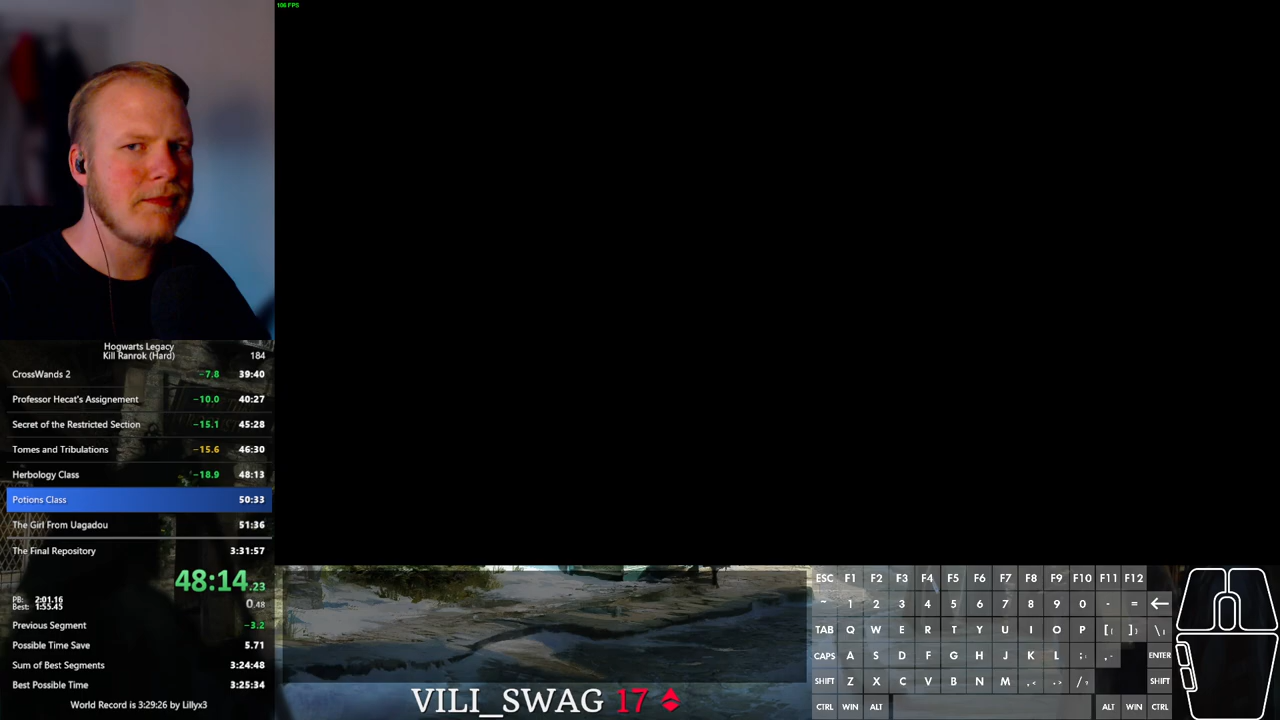 106 FPS
Hogwarts Legacy
Kill Ranrok (Hard) 184
CrossWands 2 -7.8 39:40
Professor Hecat's Assignement -10.0 40:27
Secret of the Restricted Section -15.1 45:28
Tomes and Tribulations -15.6 46:30
Herbology Class -18.9 48:13
Potions Class 50:33
The Girl From Uagadou 51:36
The Final Repository 3:31:57
48:14.23
PB: 2:01.16
Best: 1:55.45
0.48
Previous Segment -3.2
Possible Time Save 5.71
Sum of Best Segments 3:24:48
Best Possible Time 3:25:34
World Record is 3:29:26 by Lillyx3
VILI_SWAG 17
ESC F1 F2 F3 F4 F5 F6 F7 F8 F9 F10 F11 F12
~ 1 2 3 4 5 6 7 8 9 0 - = ←
TAB Q W E R T Y U I O P [{ ]} \|
CAPS A S D F G H J K L ;: ,- ENTER
SHIFT Z X C V B N M ,< .> /? SHIFT
CTRL WIN ALT ALT WIN CTRL